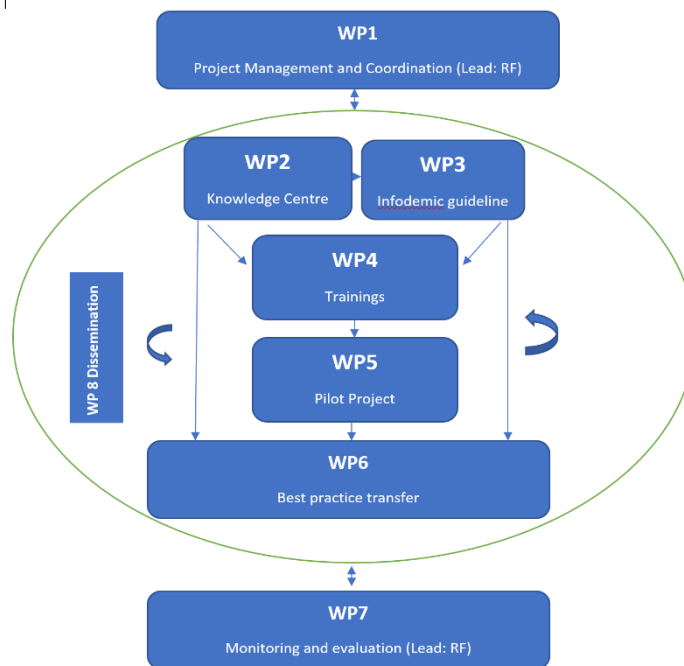 WP1
Project Management and Coordination (Lead: RF)
WP2
Knowledge Centre
WP3
Infodemic guideline
WP4
Trainings
WP 8 Dissemination
WP5
Pilot Project
WP6
Best practice transfer
WP7
Monitoring and evaluation (Lead: RF)